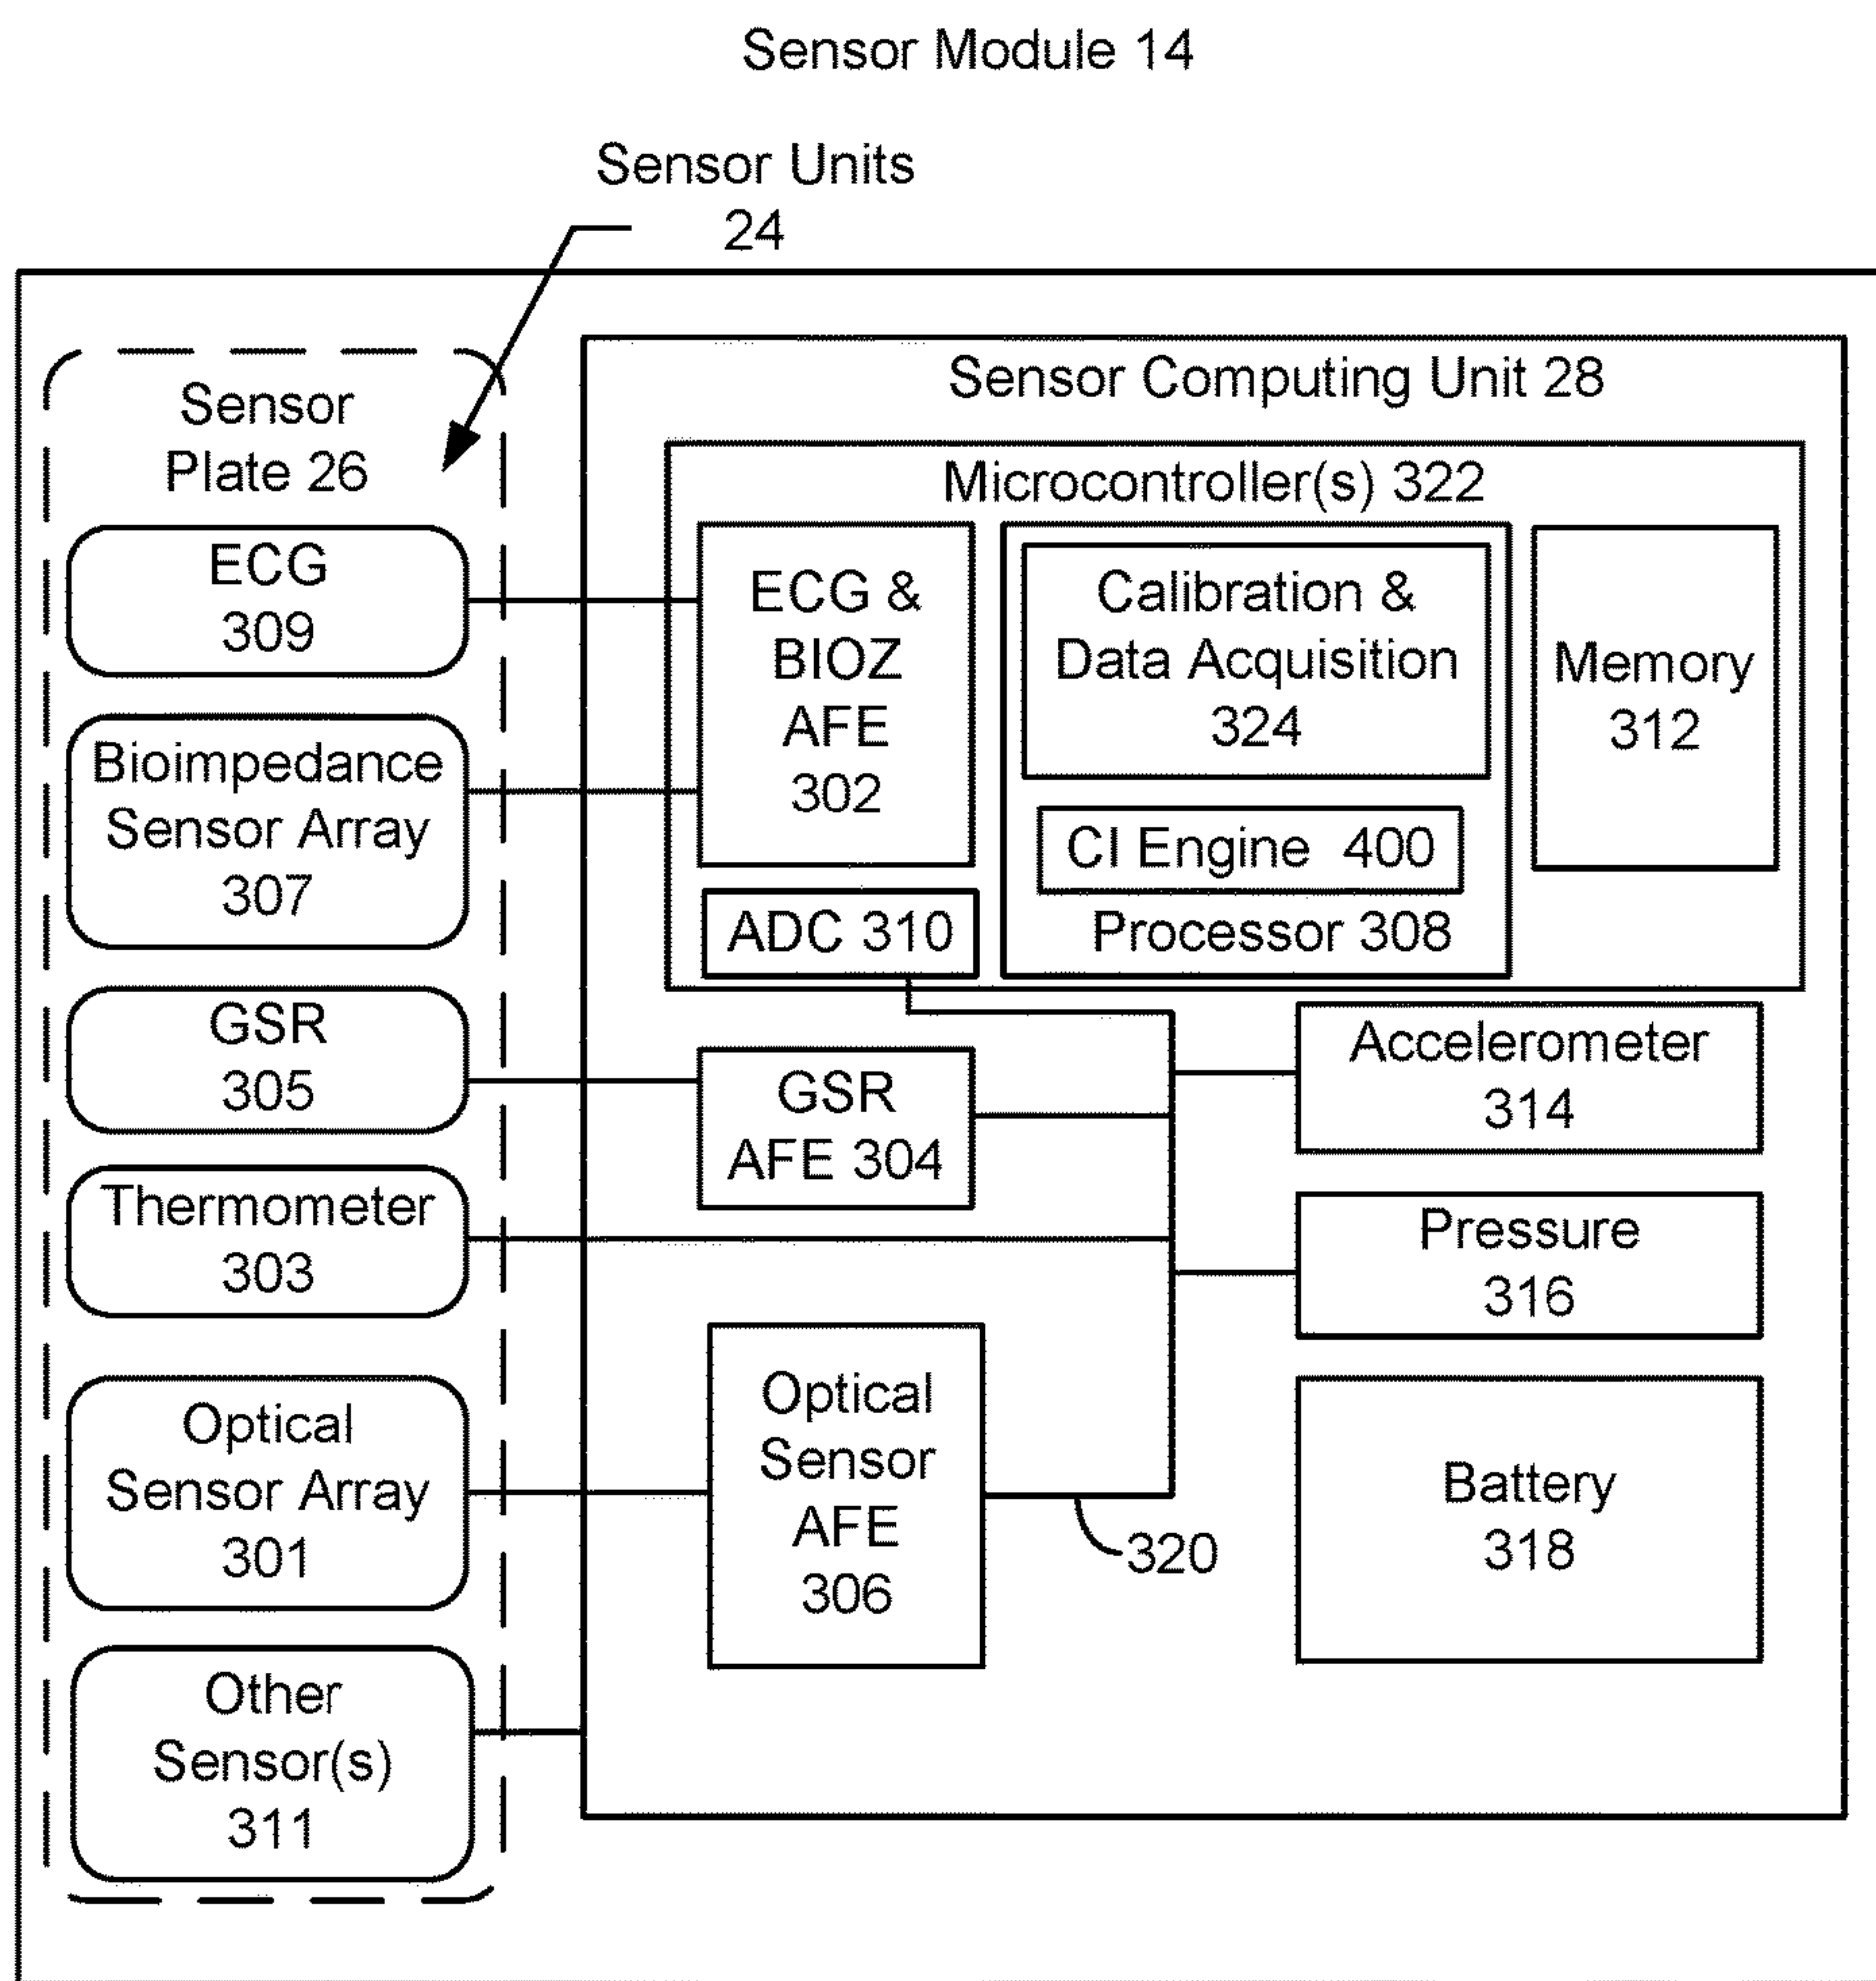 Sensor Module 14
Sensor Units
24
Sensor
Plate 26
ECG
309
Bioimpedance
Sensor Array
307
GSR
305
Thermometer
303
Optical
Sensor Array
301
Other
Sensor(s)
311
Sensor Computing Unit 28
Microcontroller(s) 322
ECG &
BIOZ
AFE
302
ADC 310
Calibration &
Data Acquisition
324
CI Engine 400
Processor 308
Memory
312
GSR
AFE 304
Optical
Sensor
AFE
306
320
Accelerometer
314
Pressure
316
Battery
318